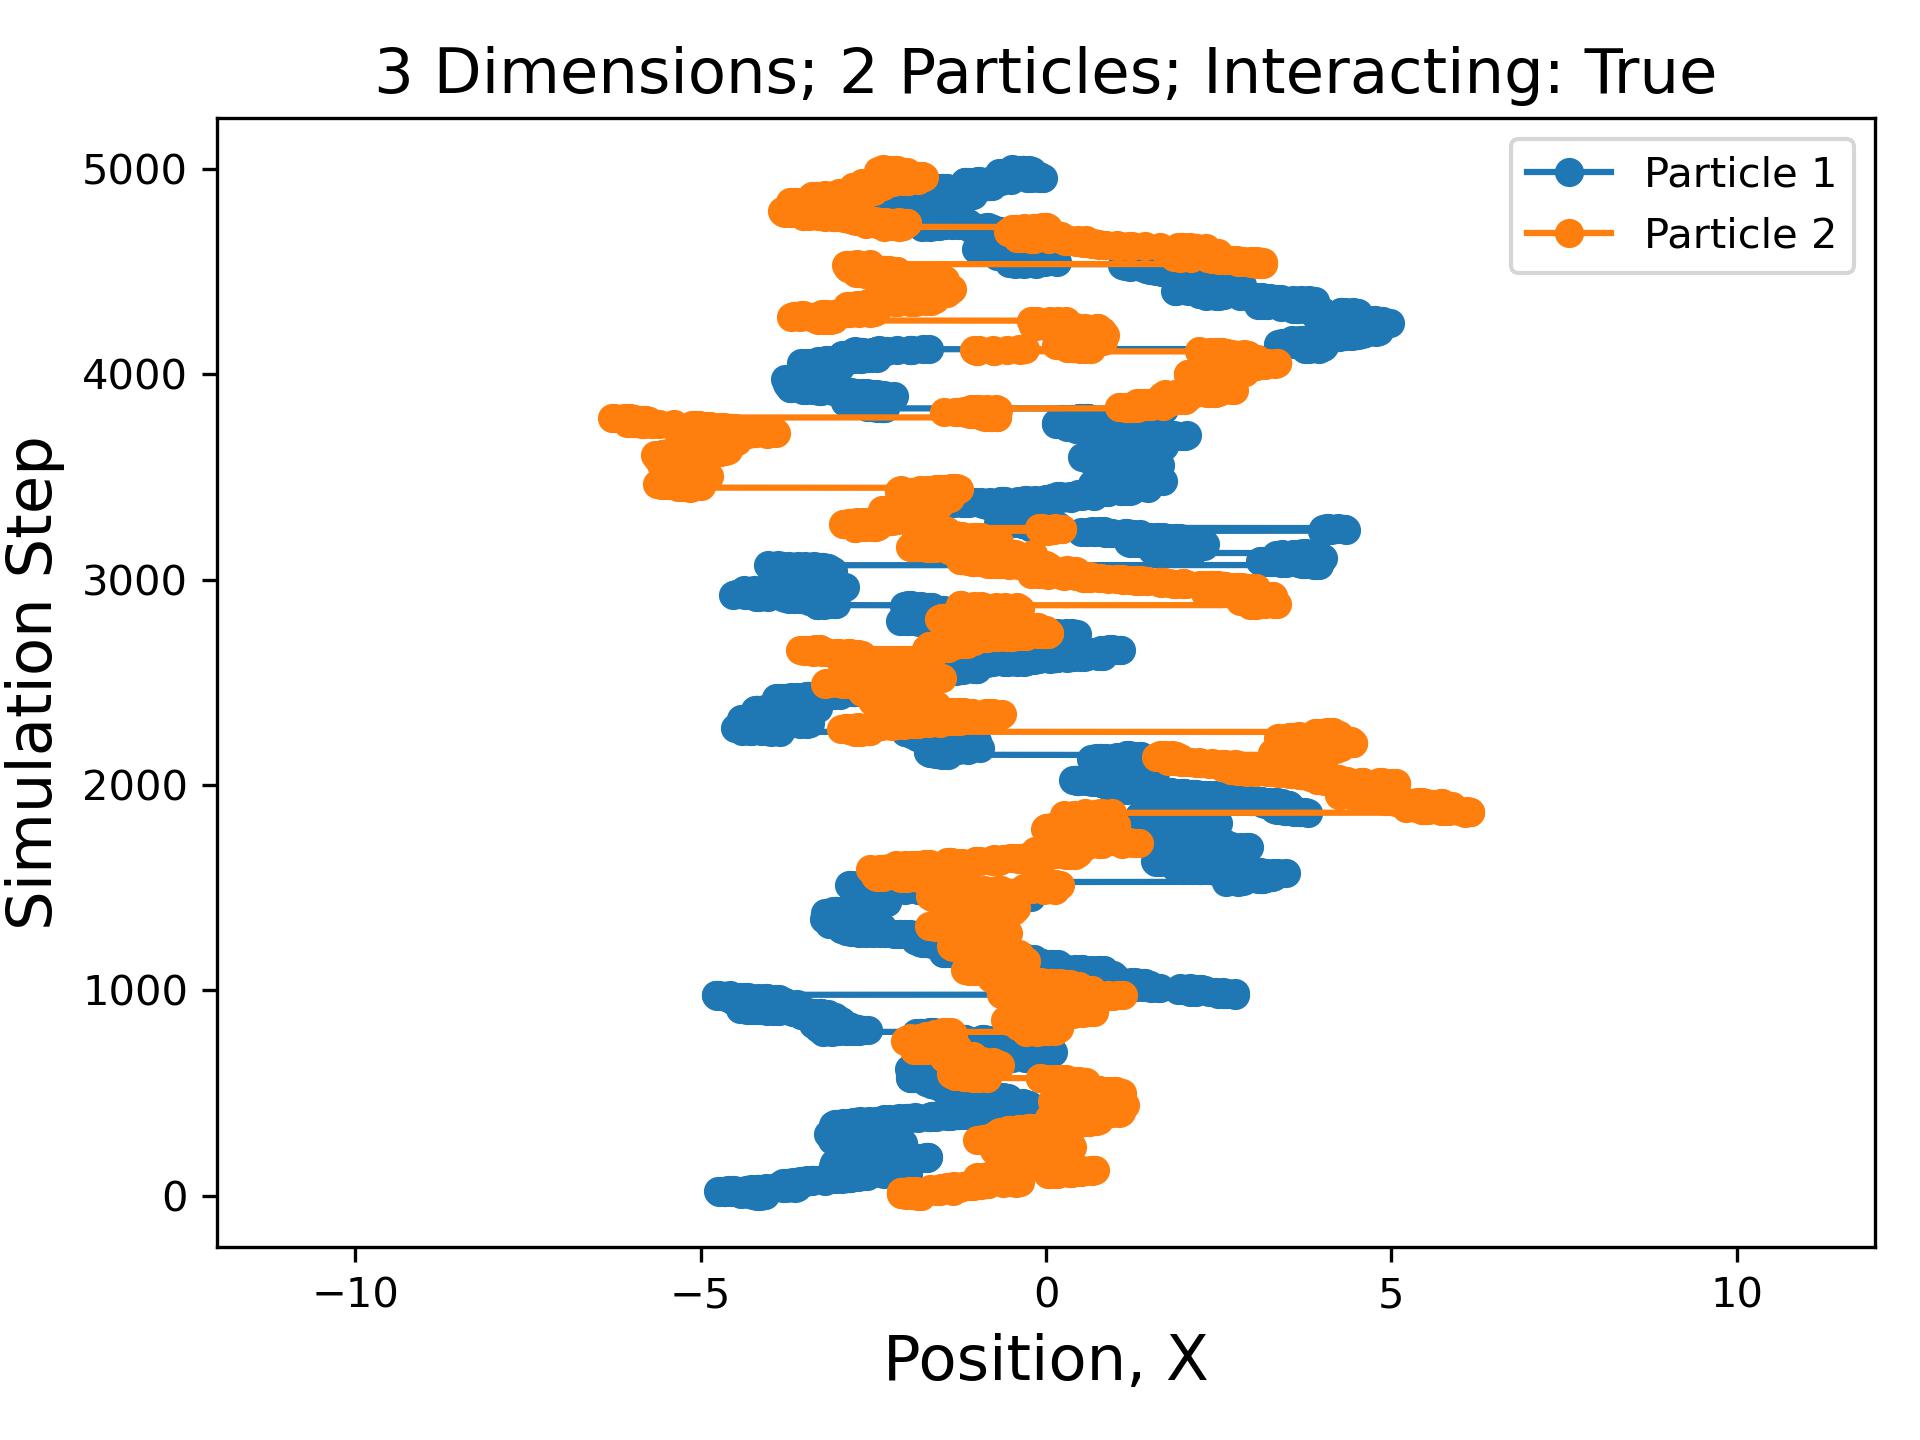 3 Dimensions; 2 Particles; Interacting: True
Particle 1
Particle 2
Simulation Step
5000
4000
3000
2000
1000
0
−10
−5
0
5
10
Position, X